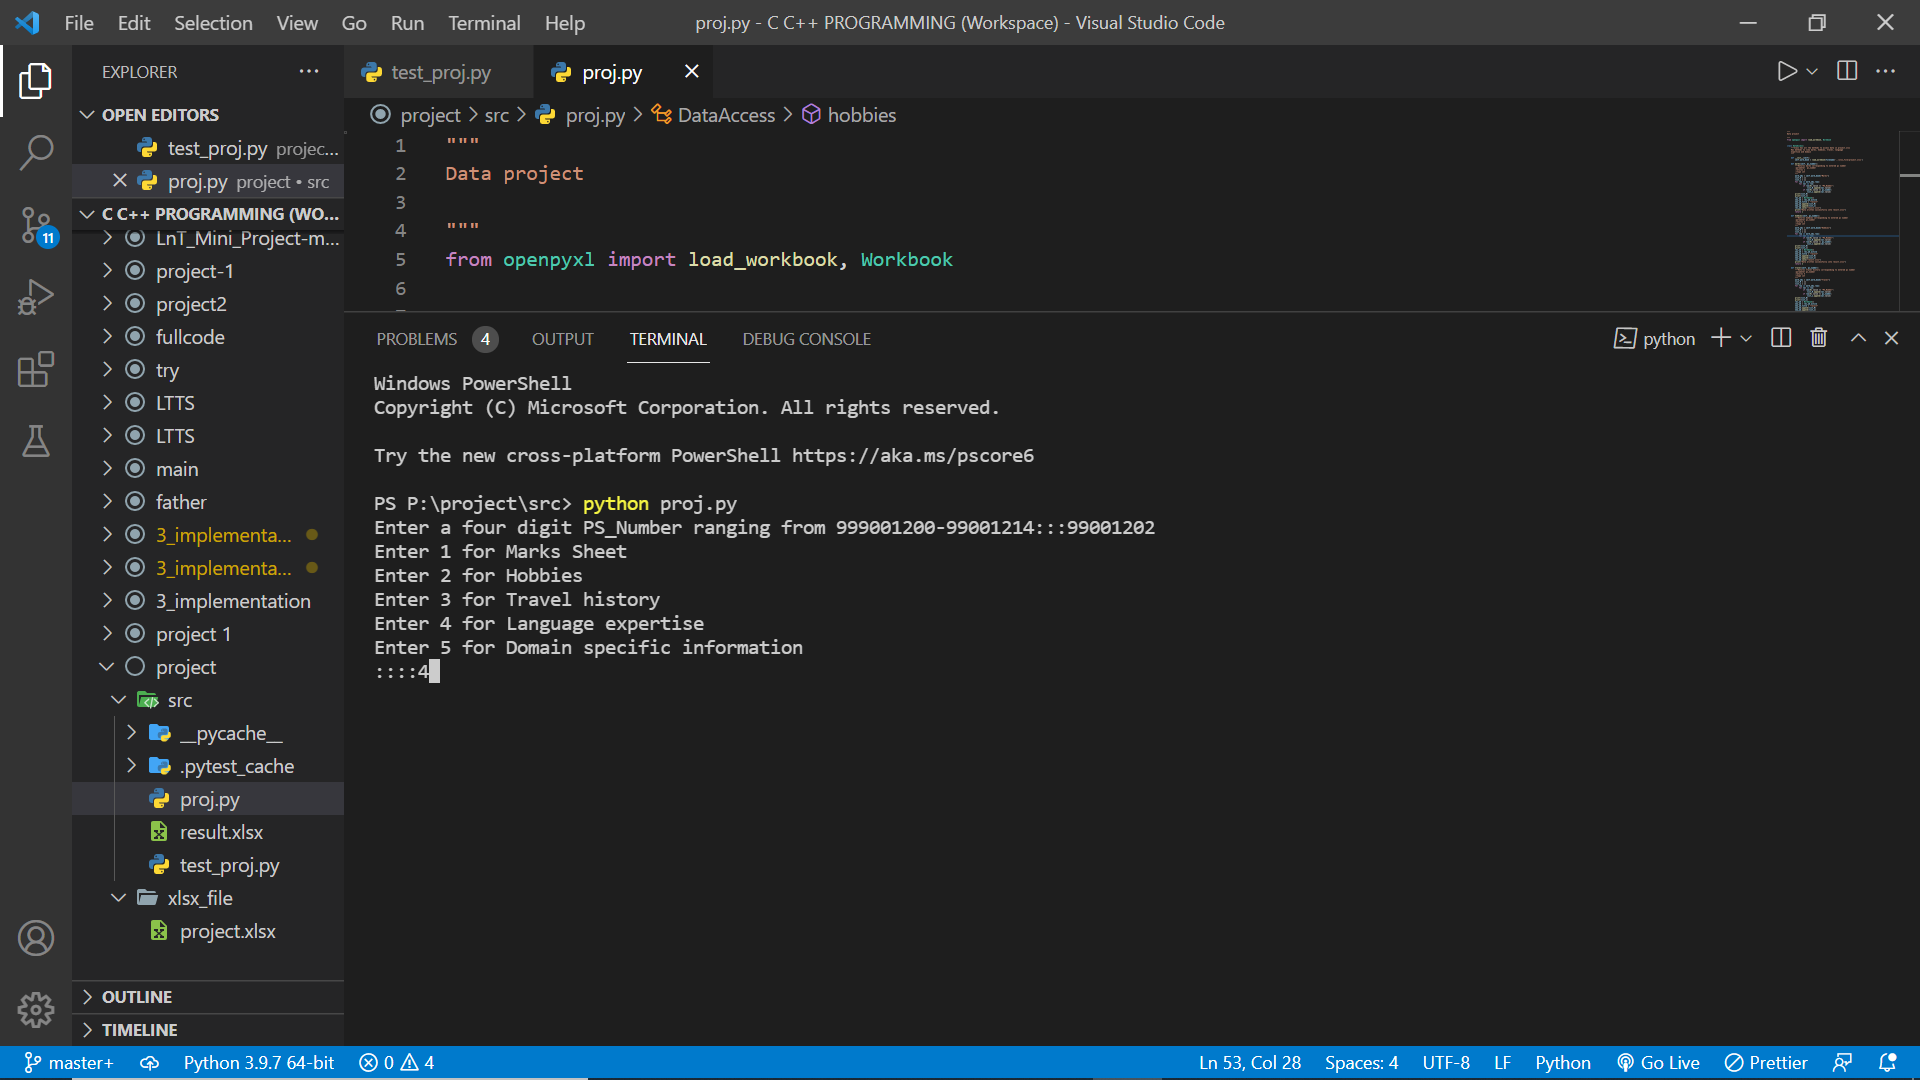 File Edit Selection View Go Run Terminal Help
proj.py - C C++ PROGRAMMING (Workspace) - Visual Studio Code
EXPLORER
OPEN EDITORS
test_proj.py projec...
proj.py project • src
C C++ PROGRAMMING (WO...
LnT_Mini_Project-m...
project-1
project2
fullcode
try
LTTS
LTTS
main
father
3_implementa...
3_implementa...
3_implementation
project 1
project
src
__pycache__
.pytest_cache
proj.py
result.xlsx
test_proj.py
xlsx_file
project.xlsx
OUTLINE
TIMELINE
11
test_proj.py proj.py
project > src > proj.py > DataAccess > hobbies
1 """
2 Data project
3
4 """
5 from openpyxl import load_workbook, Workbook
6
PROBLEMS 4 OUTPUT TERMINAL DEBUG CONSOLE
python
Windows PowerShell
Copyright (C) Microsoft Corporation. All rights reserved.
Try the new cross-platform PowerShell https://aka.ms/pscore6
PS P:\project\src> python proj.py
Enter a four digit PS_Number ranging from 999001200-99001214:::99001202
Enter 1 for Marks Sheet
Enter 2 for Hobbies
Enter 3 for Travel history
Enter 4 for Language expertise
Enter 5 for Domain specific information
::::4
master+ Python 3.9.7 64-bit 0 4 Ln 53, Col 28 Spaces: 4 UTF-8 LF Python Go Live Prettier